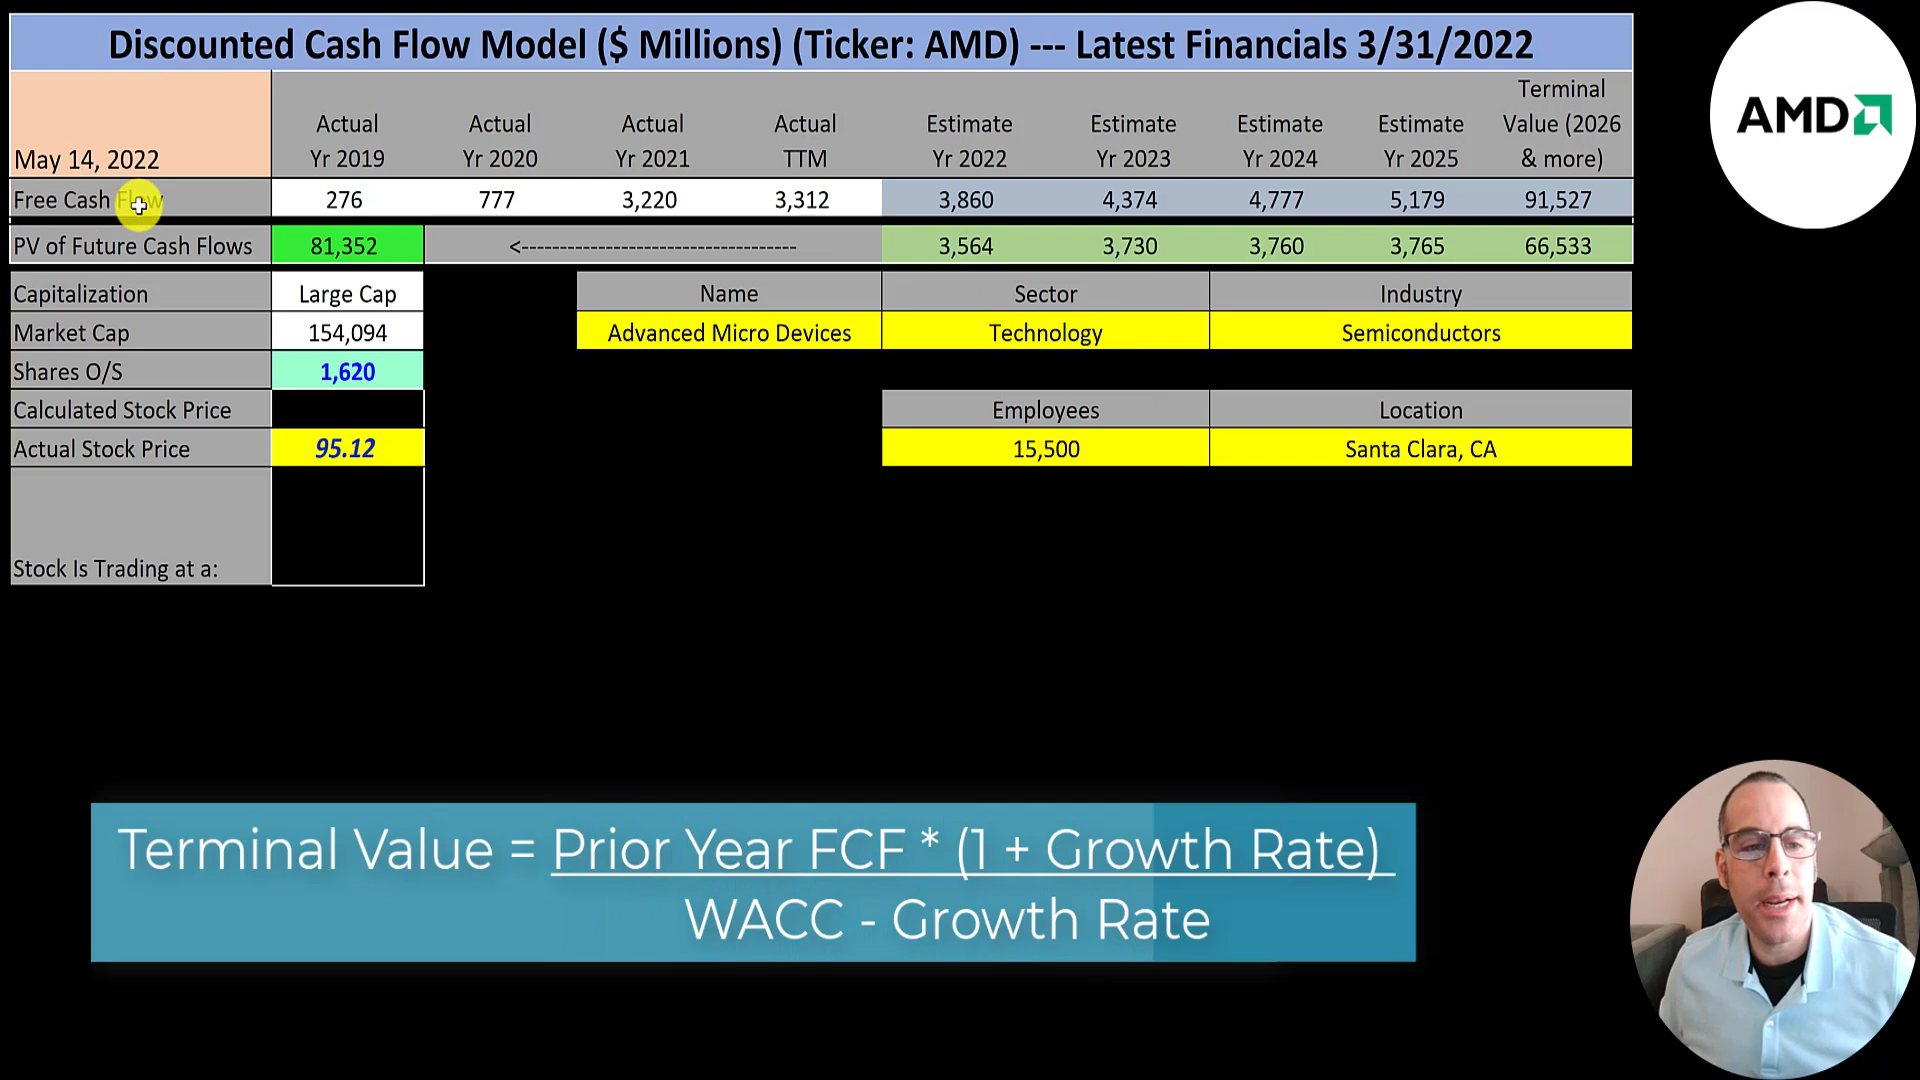 Discounted Cash Flow Model ($ Millions) (Ticker: AMD) --- Latest Financials 3/31/2022
AMD
May 14, 2022
Actual Yr 2019
Actual Yr 2020
Actual Yr 2021
Actual TTM
Estimate Yr 2022
Estimate Yr 2023
Estimate Yr 2024
Estimate Yr 2025
Terminal Value (2026 & more)
Free Cash Flow 276 777 3,220 3,312 3,860 4,374 4,777 5,179 91,527
PV of Future Cash Flows 81,352 <------------------------------------ 3,564 3,730 3,760 3,765 66,533
Capitalization Large Cap Name Sector Industry
Market Cap 154,094 Advanced Micro Devices Technology Semiconductors
Shares O/S 1,620
Calculated Stock Price Employees Location
Actual Stock Price 95.12 15,500 Santa Clara, CA
Stock Is Trading at a:
Terminal Value = Prior Year FCF * (1 + Growth Rate)
WACC - Growth Rate